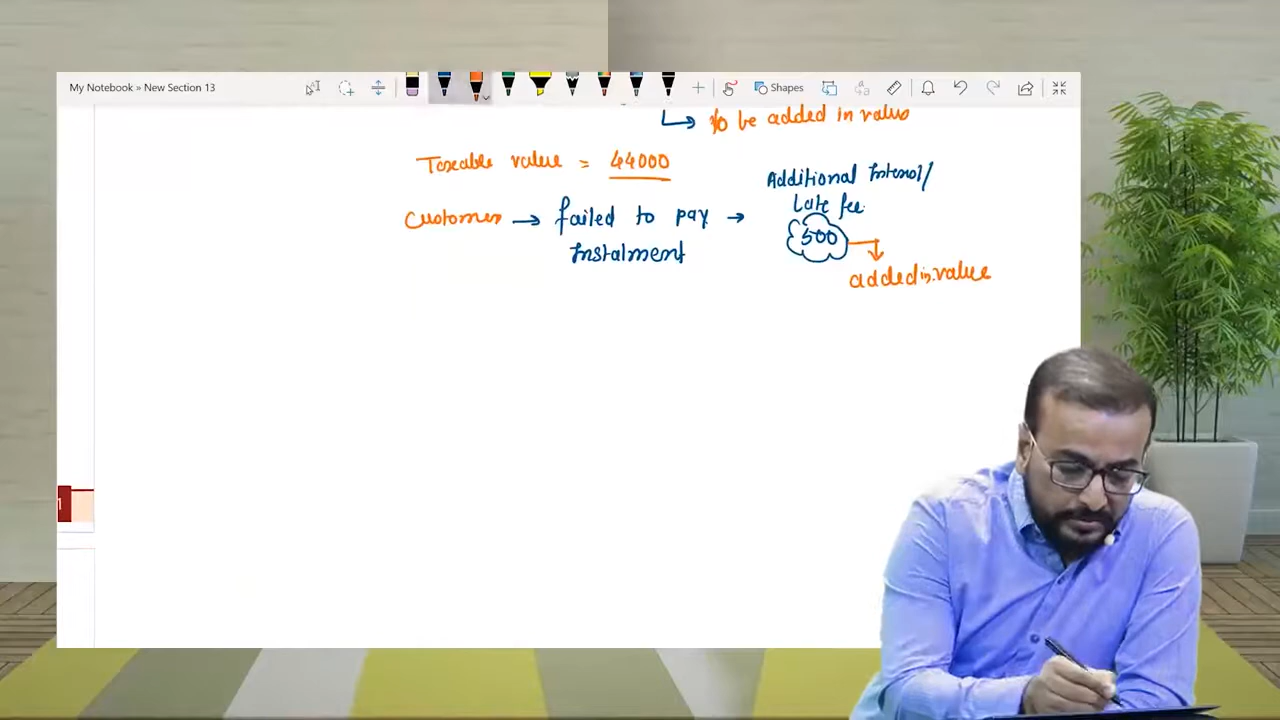 My Notebook » New Section 13
Shapes
to be added in value
Taxable value = 44000
Additional Interest/
Late fee
Customer → failed to pay →
Instalment
500
added in value
1